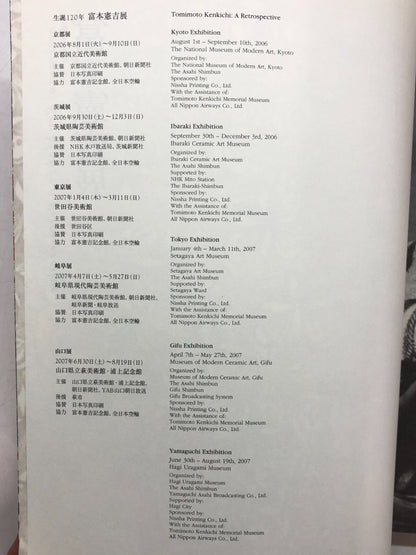 生誕120年 富本憲吉展
京都展
2006年8月1日(火)～9月10日(日)
京都国立近代美術館
主催 京都国立近代美術館、朝日新聞社
協賛 日本写真印刷
協力 富本憲吉記念館、全日本空輸
茨城展
2006年9月30日(土)～12月3日(日)
茨城県陶芸美術館
主催 茨城県陶芸美術館、朝日新聞社
後援 NHK水戸放送局、茨城新聞社
協賛 日本写真印刷
協力 富本憲吉記念館、全日本空輸
東京展
2007年1月4日(木)～3月11日(日)
世田谷美術館
主催 世田谷美術館、朝日新聞社
後援 世田谷区
協賛 日本写真印刷
協力 富本憲吉記念館、全日本空輸
岐阜展
2007年4月7日(土)～5月27日(日)
岐阜県現代陶芸美術館
主催 岐阜県現代陶芸美術館、朝日新聞社、
岐阜新聞・岐阜放送
協賛 日本写真印刷
協力 富本憲吉記念館、全日本空輸
山口展
2007年6月30日(土)～8月19日(日)
山口県立萩美術館・浦上記念館
主催 山口県立萩美術館・浦上記念館、
朝日新聞社、YAB山口朝日放送
後援 萩市
協賛 日本写真印刷
協力 富本憲吉記念館、全日本空輸
Tomimoto Kenkichi: A Retrospective
Kyoto Exhibition
August 1st – September 10th, 2006
The National Museum of Modern Art, Kyoto
Organized by:
The National Museum of Modern Art, Kyoto
The Asahi Shimbun
Sponsored by:
Nissha Printing Co., Ltd.
With the Assistance of:
Tomimoto Kenkichi Memorial Museum
All Nippon Airways Co., Ltd.
Ibaraki Exhibition
September 30th – December 3rd, 2006
Ibaraki Ceramic Art Museum
Organized by:
Ibaraki Ceramic Art Museum
The Asahi Shimbun
Supported by:
NHK Mito Station
The Ibaraki-Shimbun
Sponsored by:
Nissha Printing Co., Ltd.
With the Assistance of:
Tomimoto Kenkichi Memorial Museum
All Nippon Airways Co., Ltd.
Tokyo Exhibition
January 4th – March 11th, 2007
Setagaya Art Museum
Organized by:
Setagaya Art Museum
The Asahi Shimbun
Supported by:
Setagaya Ward
Sponsored by:
Nissha Printing Co., Ltd.
With the Assistance of:
Tomimoto Kenkichi Memorial Museum
All Nippon Airways Co., Ltd.
Gifu Exhibition
April 7th – May 27th, 2007
Museum of Modern Ceramic Art, Gifu
Organized by:
Museum of Modern Ceramic Art, Gifu
The Asahi Shimbun
Gifu Shimbun
Gifu Broadcasting System
Sponsored by:
Nissha Printing Co., Ltd.
With the Assistance of:
Tomimoto Kenkichi Memorial Museum
All Nippon Airways Co., Ltd.
Yamaguchi Exhibition
June 30th – August 19th, 2007
Hagi Uragami Museum
Organized by:
Hagi Uragami Museum
The Asahi Shimbun
Yamaguchi Asahi Broadcasting Co., Ltd.
Supported by:
Hagi City
Sponsored by:
Nissha Printing Co., Ltd.
With the Assistance of:
Tomimoto Kenkichi Memorial Museum
All Nippon Airways Co., Ltd.